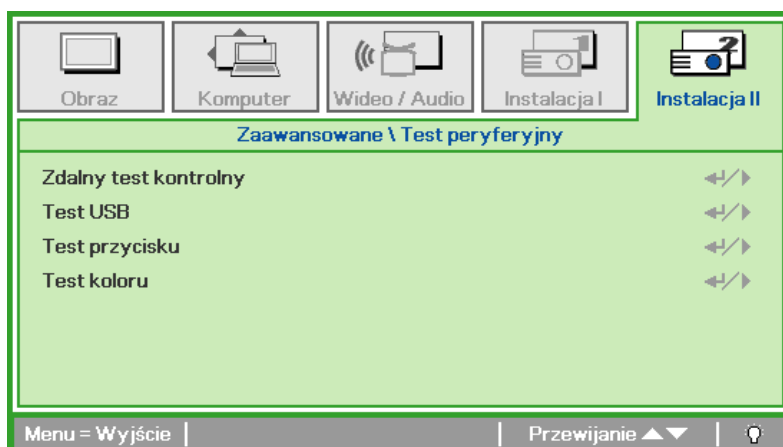 Obraz
Komputer
Wideo / Audio
Instalacja I
2
Instalacja II
Zaawansowane \ Test peryferyjny
Zdalny test kontrolny
Test USB
Test przycisku
Test koloru
Menu = Wyjście
Przewijanie